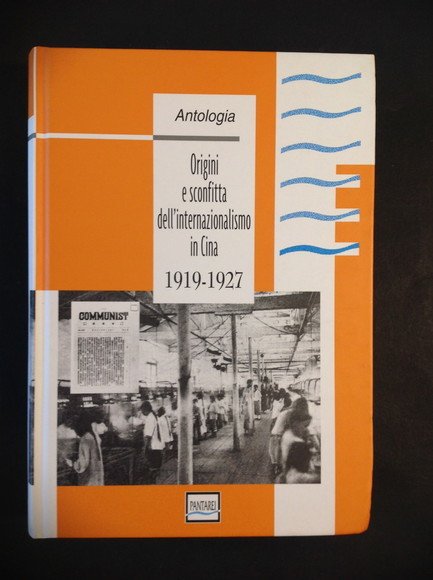 Antologia
Origini
e sconfitta
dell'internazionalismo
in Cina
1919-1927
COMMUNIST
PANTAREI